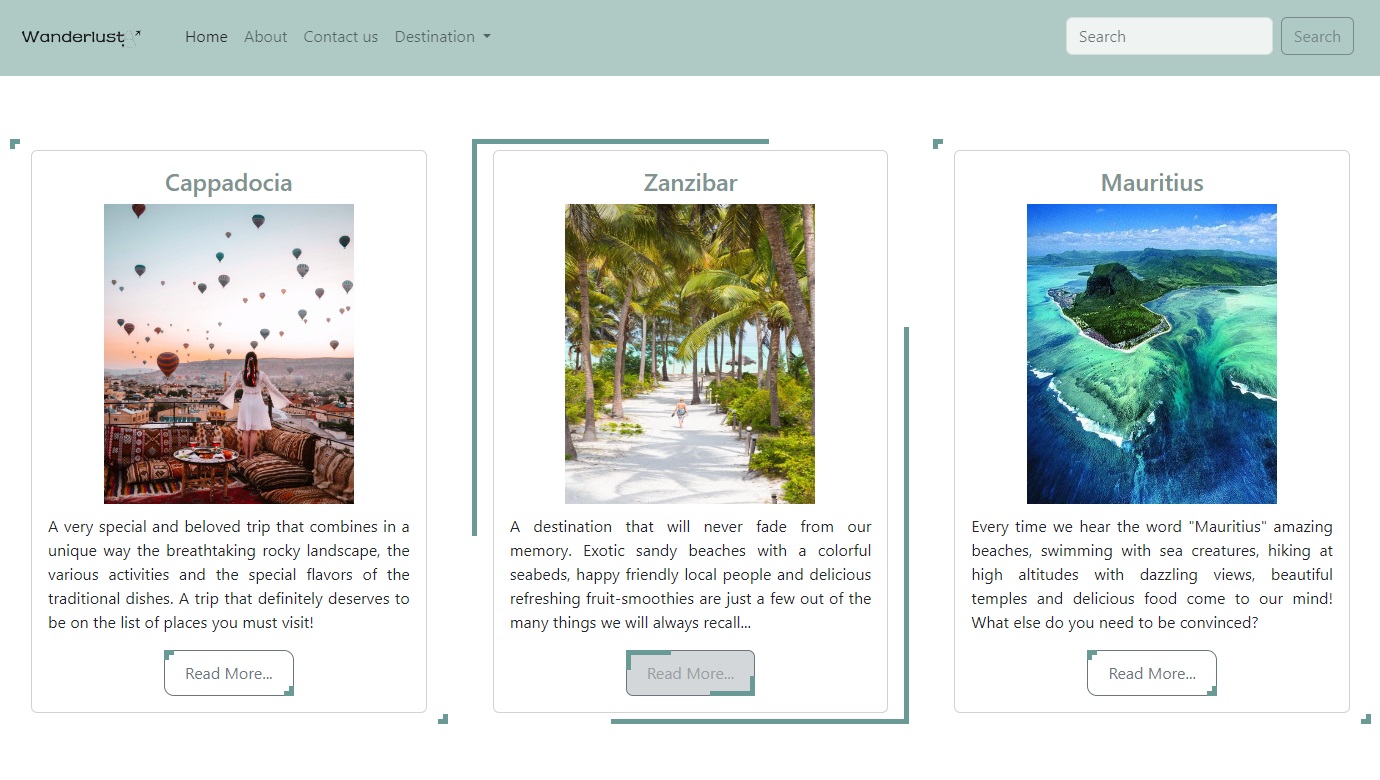 Wanderlust
Home About Contact us Destination
Search Search
Cappadocia
A very special and beloved trip that combines in a
unique way the breathtaking rocky landscape, the
various activities and the special flavors of the
traditional dishes. A trip that definitely deserves to
be on the list of places you must visit!
Read More...
Zanzibar
A destination that will never fade from our
memory. Exotic sandy beaches with a colorful
seabeds, happy friendly local people and delicious
refreshing fruit-smoothies are just a few out of the
many things we will always recall...
Read More...
Mauritius
Every time we hear the word "Mauritius" amazing
beaches, swimming with sea creatures, hiking at
high altitudes with dazzling views, beautiful
temples and delicious food come to our mind!
What else do you need to be convinced?
Read More...